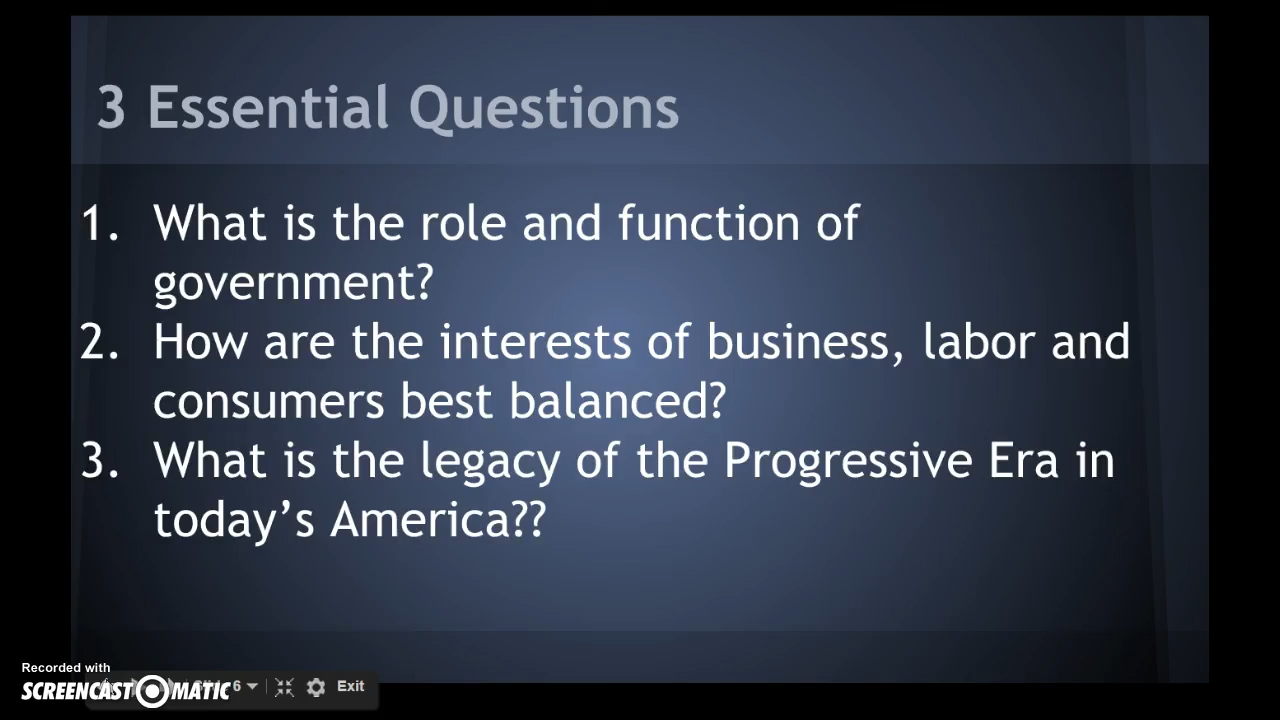 3 Essential Questions
1. What is the role and function of
government?
2. How are the interests of business, labor and
consumers best balanced?
3. What is the legacy of the Progressive Era in
today’s America??
Recorded with
SCREENCAST MATIC
6
Exit